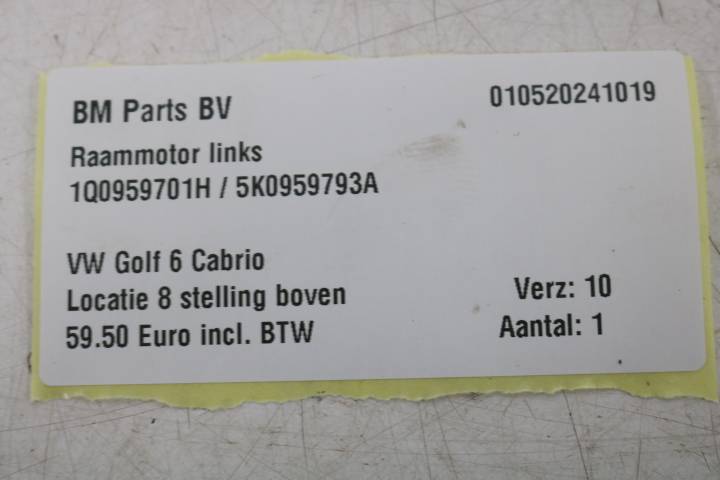 BM Parts BV
010520241019
Raammotor links
1Q0959701H / 5K0959793A
VW Golf 6 Cabrio
Locatie 8 stelling boven
Verz: 10
59.50 Euro incl. BTW
Aantal: 1